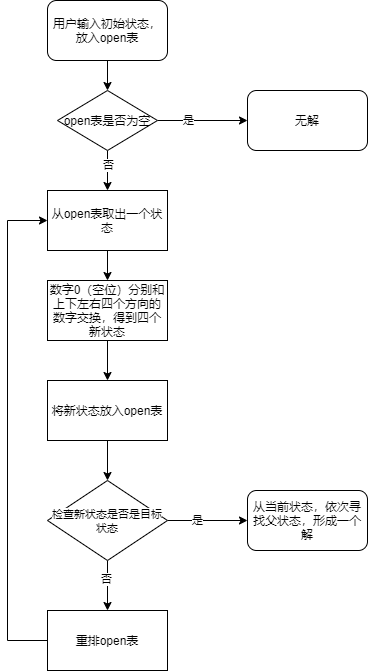 用户输入初始状态，
放入open表
open表是否为空
是
无解
否
从open表取出一个状
态
数字0（空位）分别和
上下左右四个方向的
数字交换，得到四个
新状态
将新状态放入open表
检查新状态是否是目标
状态
是
从当前状态，依次寻
找父状态，形成一个
解
否
重排open表